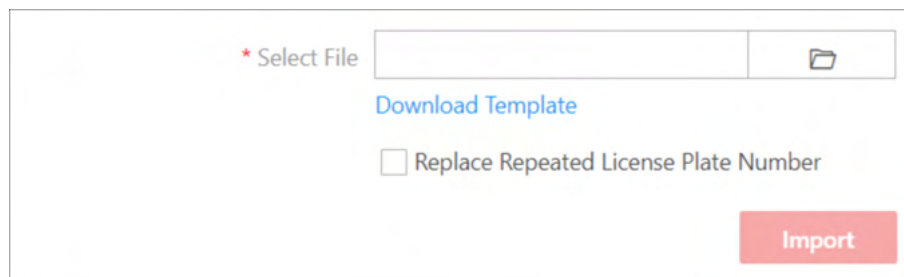 * Select File
Download Template
Replace Repeated License Plate Number
Import